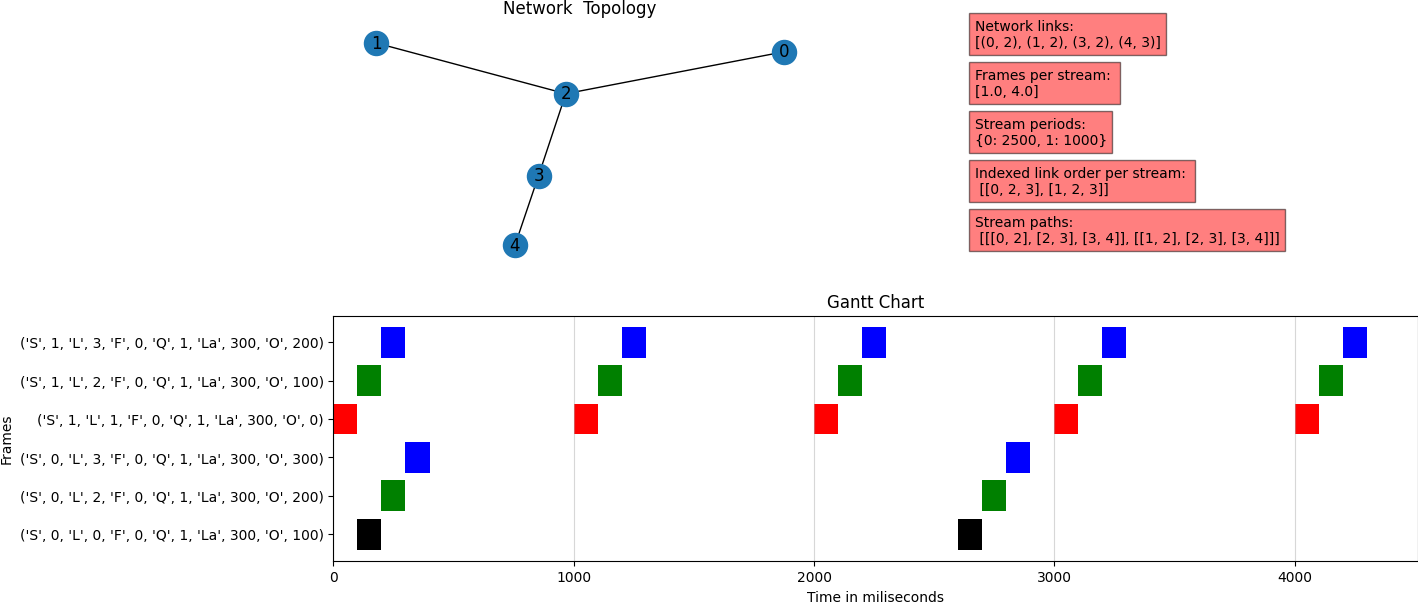 Network  Topology
1
0
2
3
4
Network links:
[(0, 2), (1, 2), (3, 2), (4, 3)]
Frames per stream:
[1.0, 4.0]
Stream periods:
{0: 2500, 1: 1000}
Indexed link order per stream:
[[0, 2, 3], [1, 2, 3]]
Stream paths:
[[[0, 2], [2, 3], [3, 4]], [[1, 2], [2, 3], [3, 4]]]
Gantt Chart
Frames
('S', 1, 'L', 3, 'F', 0, 'Q', 1, 'La', 300, 'O', 200)
('S', 1, 'L', 2, 'F', 0, 'Q', 1, 'La', 300, 'O', 100)
('S', 1, 'L', 1, 'F', 0, 'Q', 1, 'La', 300, 'O', 0)
('S', 0, 'L', 3, 'F', 0, 'Q', 1, 'La', 300, 'O', 300)
('S', 0, 'L', 2, 'F', 0, 'Q', 1, 'La', 300, 'O', 200)
('S', 0, 'L', 0, 'F', 0, 'Q', 1, 'La', 300, 'O', 100)
0 1000 2000 3000 4000
Time in miliseconds